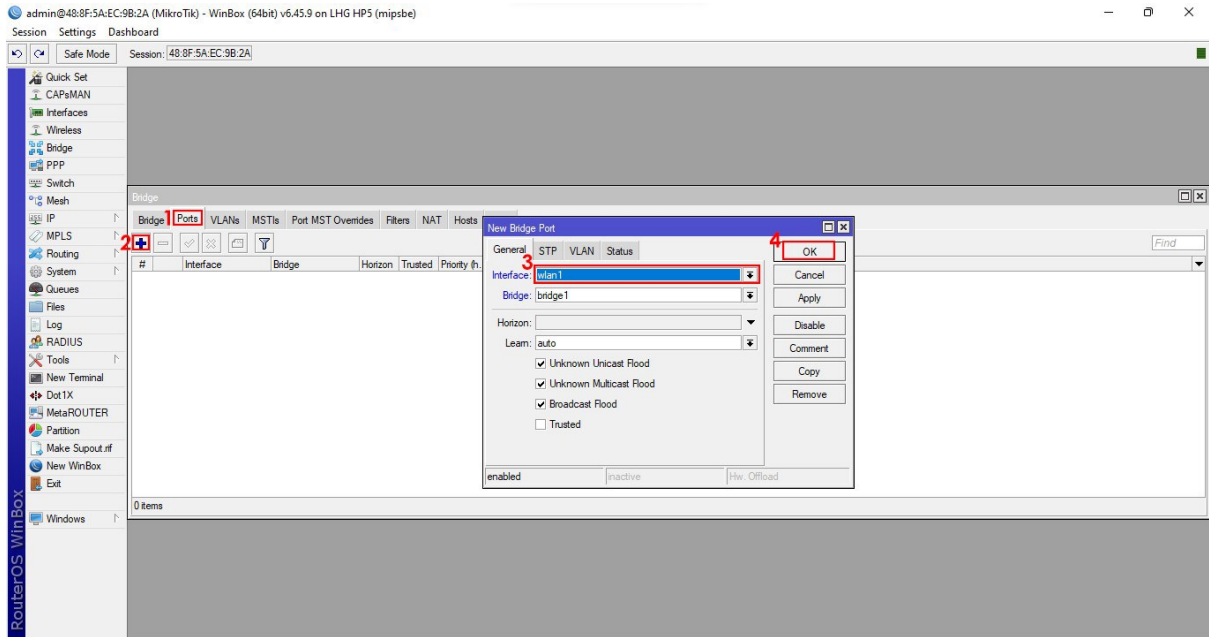 admin@48:8F:5A:EC:9B:2A (MikroTik) - WinBox (64bit) v6.45.9 on LHG HP5 (mipsbe)
Session Settings Dashboard
Safe Mode Session: 48:8F:5A:EC:9B:2A
Quick Set
CAPsMAN
Interfaces
Wireless
Bridge
PPP
Switch
Mesh
IP
MPLS
Routing
System
Queues
Files
Log
RADIUS
Tools
New Terminal
Dot1X
MetaROUTER
Partition
Make Supout.rif
New WinBox
Exit
Windows
RouterOS WinBox
Bridge
1
Bridge Ports VLANs MSTIs Port MST Overrides Filters NAT Hosts
2
Find
# Interface Bridge Horizon Trusted Priority (h...
0 items
New Bridge Port
General STP VLAN Status
3
Interface: wlan1
Bridge: bridge1
Horizon:
Learn: auto
Unknown Unicast Flood
Unknown Multicast Flood
Broadcast Flood
Trusted
4
OK
Cancel
Apply
Disable
Comment
Copy
Remove
enabled inactive Hw. Offload